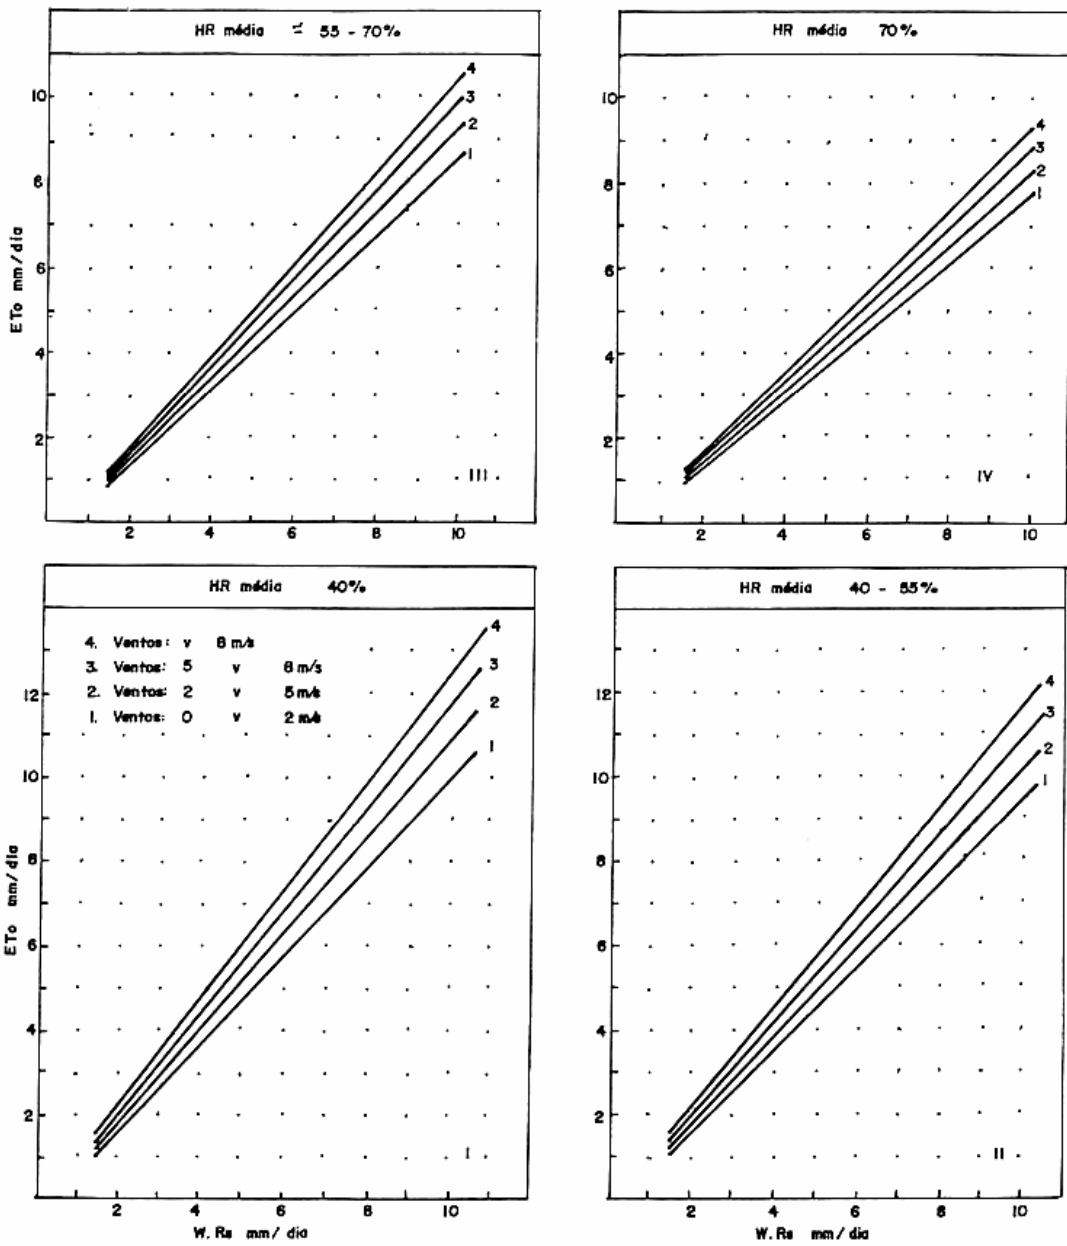 HR média ≃ 55 - 70%
10
8
6
4
2
ETo mm/dia
4
3
2
1
III
2 4 6 8 10
HR média 70%
10
8
6
4
2
4
3
2
1
IV
2 4 6 8 10
HR média 40%
4. Ventos: v 8 m/s
3. Ventos: 5 v 8 m/s
2. Ventos: 2 v 5 m/s
1. Ventos: 0 v 2 m/s
12
10
8
6
4
2
ETo mm/dia
4
3
2
1
I
2 4 6 8 10
W.Rs mm/ dia
HR média 40 - 55%
12
10
8
6
4
2
4
3
2
1
II
2 4 6 8 10
W.Rs mm/ dia